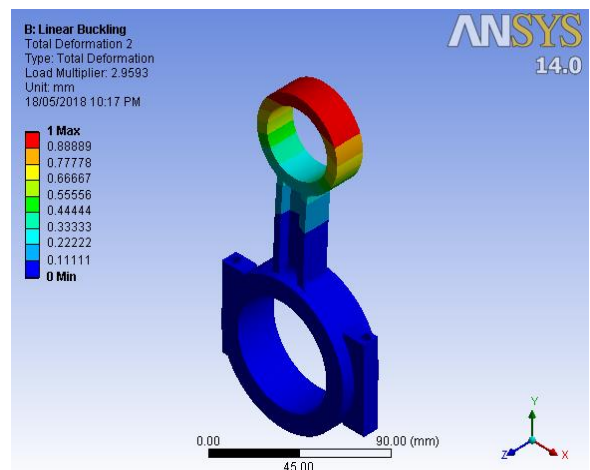 B: Linear Buckling
Total Deformation 2
Type: Total Deformation
Load Multiplier: 2.9593
Unit: mm
18/05/2018 10:17 PM
1 Max
0.88889
0.77778
0.66667
0.55556
0.44444
0.33333
0.22222
0.11111
0 Min
ANSYS
14.0
0.00
90.00 (mm)
45.00
Y
Z
X